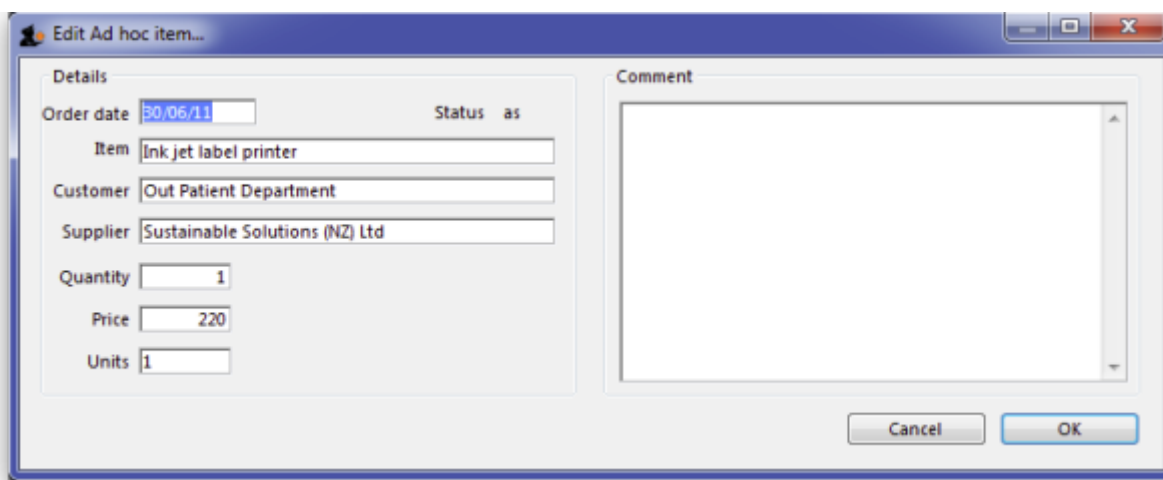 Edit Ad hoc item...
Details
Order date 30/06/11 Status as
Item Ink jet label printer
Customer Out Patient Department
Supplier Sustainable Solutions (NZ) Ltd
Quantity 1
Price 220
Units 1
Comment
Cancel OK